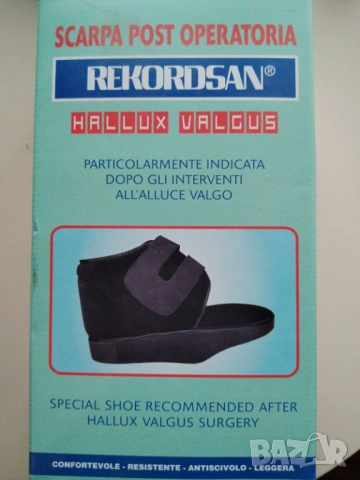 SCARPA POST OPERATORIA
REKORDSAN®
HALLUX VALGUS
PARTICOLARMENTE INDICATA
DOPO GLI INTERVENTI
ALL'ALLUCE VALGO
SPECIAL SHOE RECOMMENDED AFTER
HALLUX VALGUS SURGERY
CONFORTEVOLE - RESISTENTE - ANTISCIVOLO - LEGGERA
BAZAR